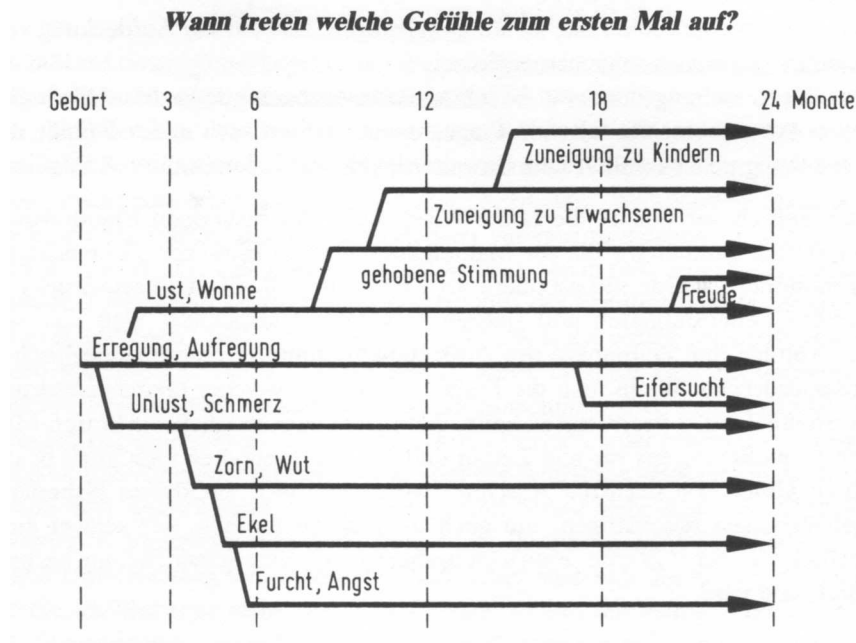 Wann treten welche Gefühle zum ersten Mal auf?
Geburt 3 6 12 18 24 Monate
Zuneigung zu Kindern
Zuneigung zu Erwachsenen
gehobene Stimmung
Lust, Wonne
Freude
Erregung, Aufregung
Eifersucht
Unlust, Schmerz
Zorn, Wut
Ekel
Furcht, Angst